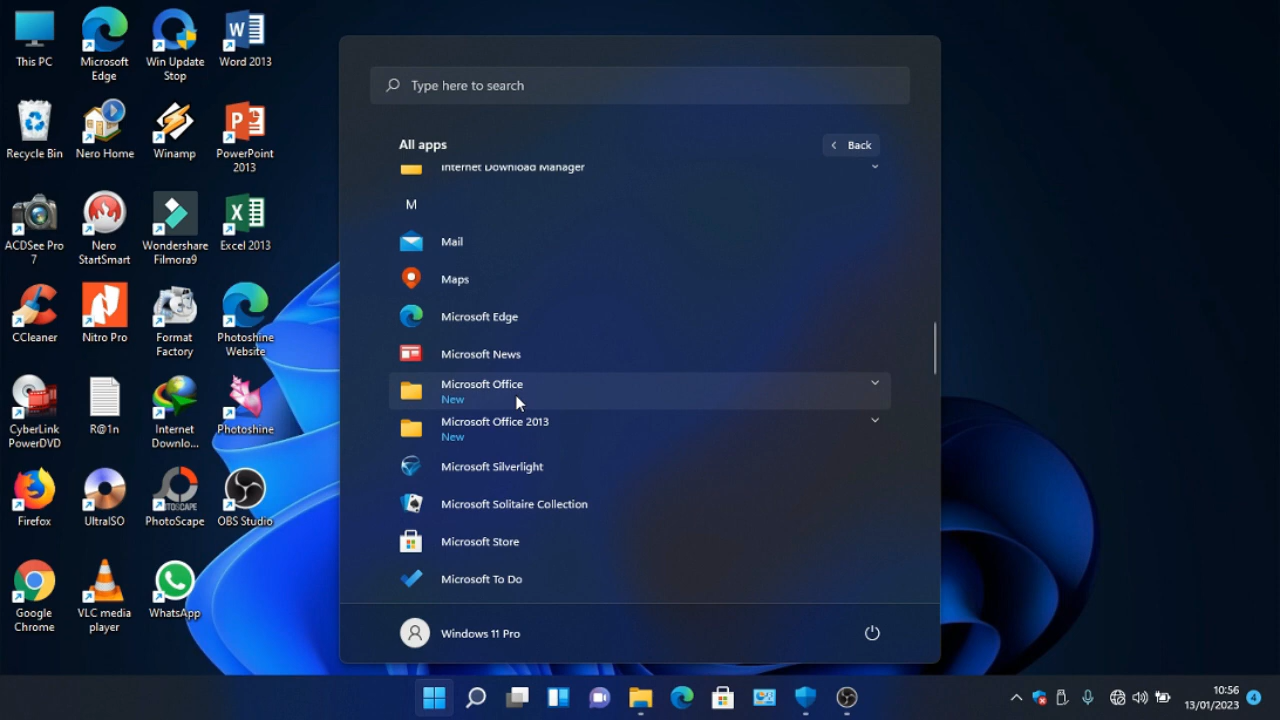 This PC
Microsoft
Edge
Win Update
Stop
Word 2013
Recycle Bin
Nero Home
Winamp
PowerPoint
2013
ACDSee Pro
7
Nero
StartSmart
Wondershare
Filmora9
Excel 2013
CCleaner
Nitro Pro
Format
Factory
Photoshine
Website
CyberLink
PowerDVD
R@1n
Internet
Downlo...
Photoshine
Firefox
UltraISO
PhotoScape
OBS Studio
Google
Chrome
VLC media
player
WhatsApp
Type here to search
All apps
Back
Internet Download Manager
M
Mail
Maps
Microsoft Edge
Microsoft News
Microsoft Office
New
Microsoft Office 2013
New
Microsoft Silverlight
Microsoft Solitaire Collection
Microsoft Store
Microsoft To Do
Windows 11 Pro
10:56
13/01/2023
4